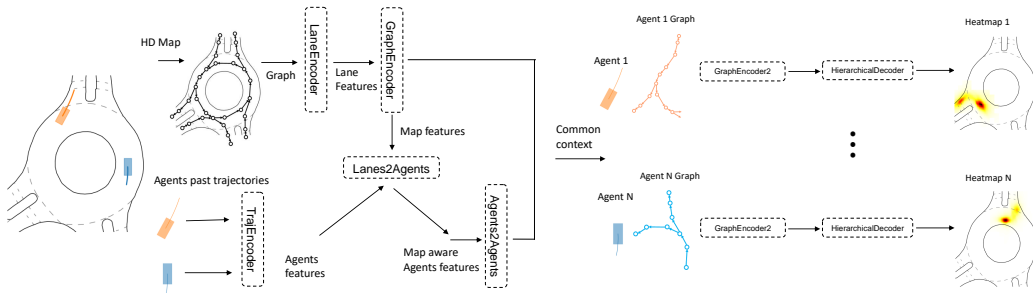 HD Map
Graph
LaneEncoder
Lane
Features
GraphEncoder
Map features
Lanes2Agents
Agents past trajectories
TrajEncoder
Agents
features
Map aware
Agents features
Agents2Agents
Common
context
Agent 1 Graph
Agent 1
GraphEncoder2
HierarchicalDecoder
Heatmap 1
Agent N Graph
Agent N
GraphEncoder2
HierarchicalDecoder
Heatmap N